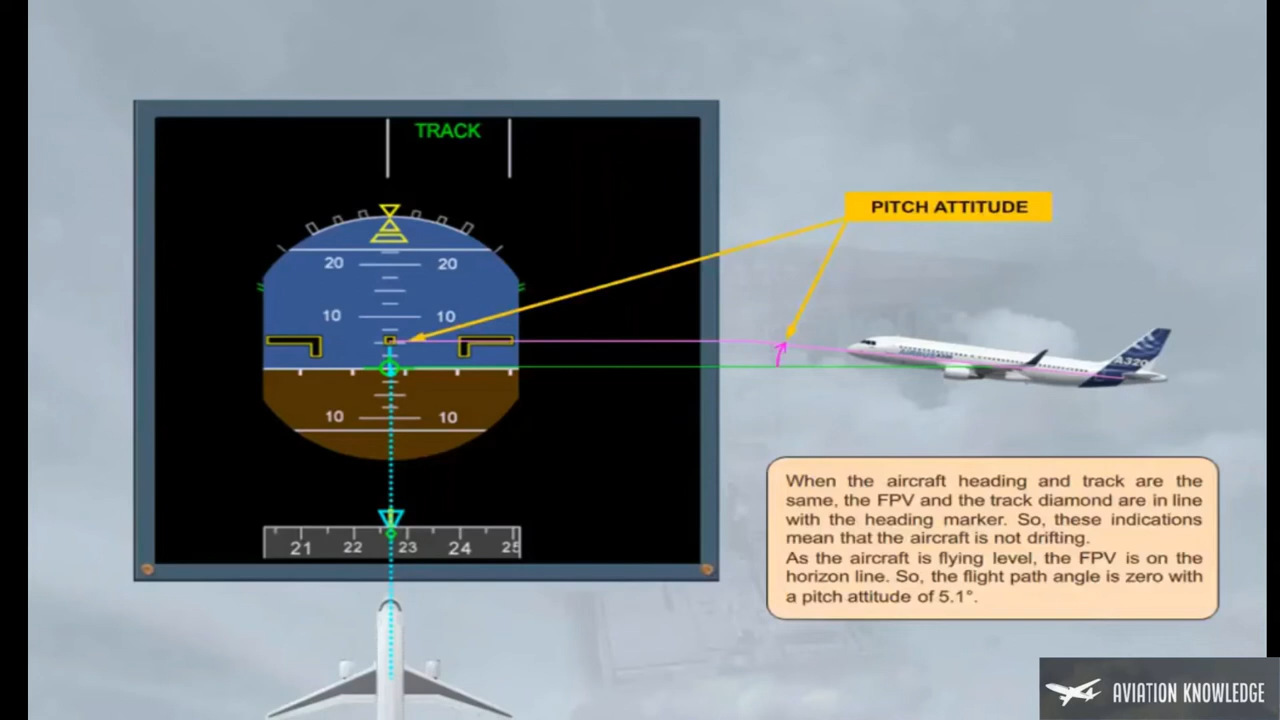 TRACK
PITCH ATTITUDE
20 20
10 10
A320
10 10
When the aircraft heading and track are the
same, the FPV and the track diamond are in line
with the heading marker. So, these indications
mean that the aircraft is not drifting.
As the aircraft is flying level, the FPV is on the
horizon line. So, the flight path angle is zero with
a pitch attitude of 5.1°.
21 22 23 24 25
AVIATION KNOWLEDGE